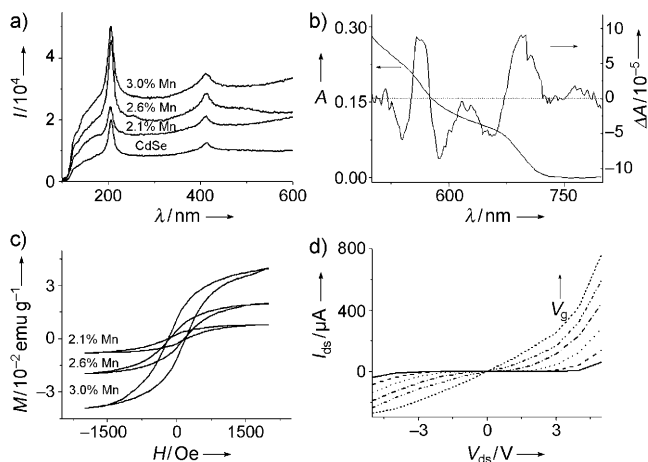 a)
I/10⁴
4
2
0
3.0% Mn
2.6% Mn
2.1% Mn
CdSe
200
400
600
λ/nm
b)
A
0.30
0.15
0.00
ΔA/10⁻⁵
10
5
0
−5
−10
600
750
λ/nm
c)
M/10⁻² emu g⁻¹
3
0
−3
2.1% Mn
2.6% Mn
3.0% Mn
−1500
0
1500
H/Oe
d)
I_ds/µA
800
400
0
V_g
−3
0
3
V_ds/V